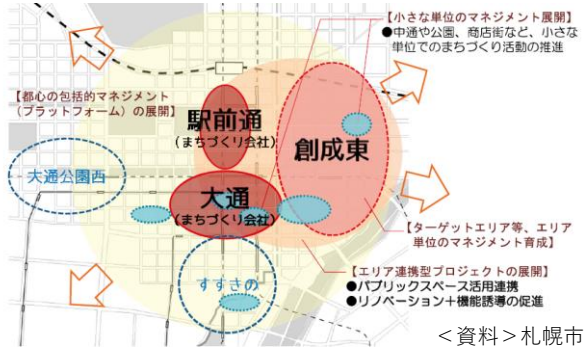 【小さな単位のマネジメント展開】
●中通や公園、商店街など、小さな
単位でのまちづくり活動の推進
【都心の包括的マネジメント
（プラットフォーム）の展開】
駅前通
（まちづくり会社）
創成東
大通公園西
大通
（まちづくり会社）
【ターゲットエリア等、エリア
単位のマネジメント育成】
すすきの
【エリア連携型プロジェクトの展開】
●パブリックスペース活用連携
●リノベーション＋機能誘導の促進
＜資料＞札幌市